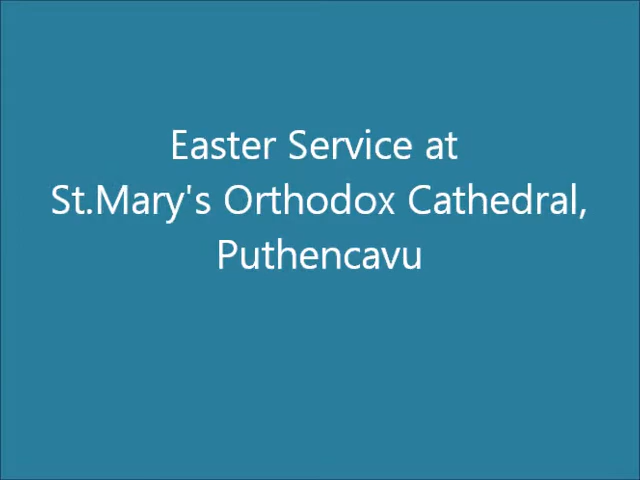 Easter Service at
St.Mary's Orthodox Cathedral,
Puthencavu